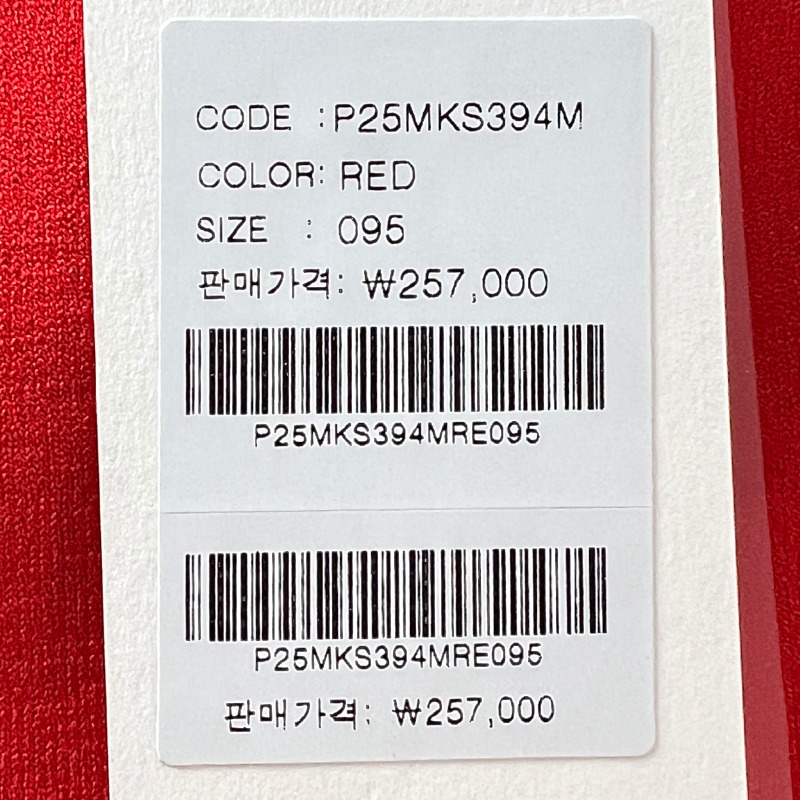 CODE : P25MKS394M
COLOR: RED
SIZE : 095
판매가격: ₩257,000
P25MKS394MRE095
P25MKS394MRE095
판매가격: ₩257,000